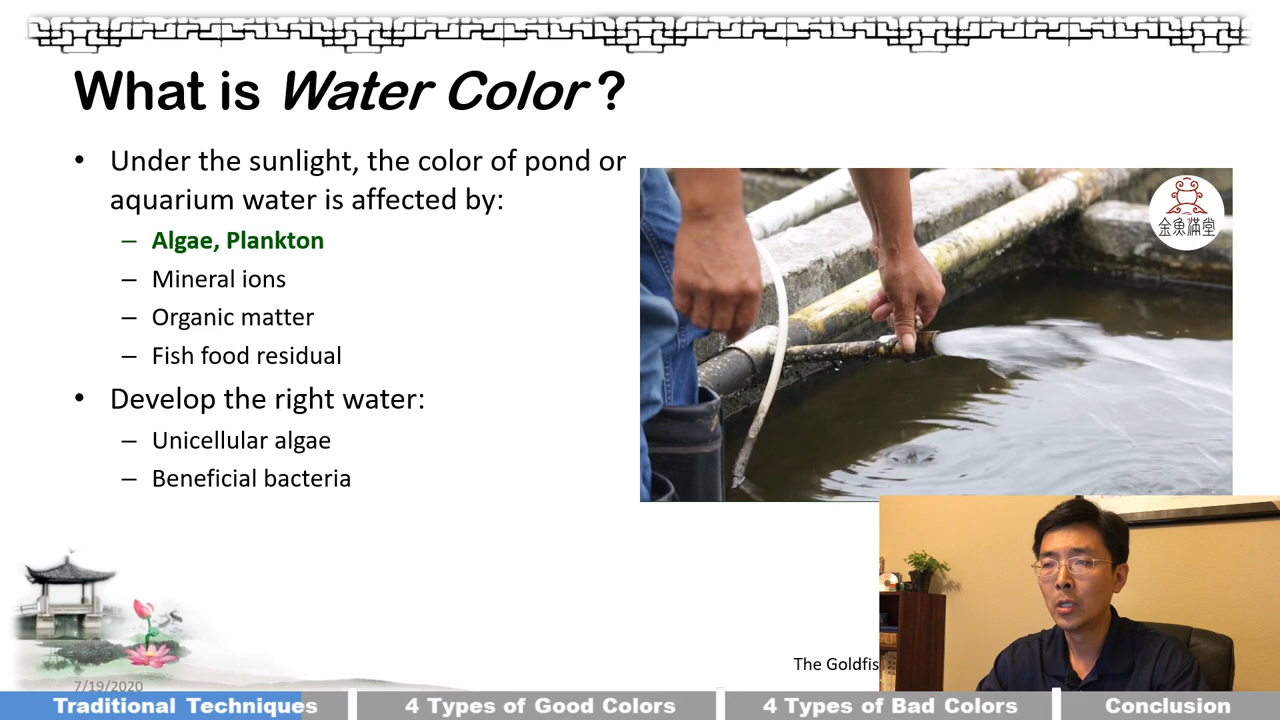 What is Water Color ?
• Under the sunlight, the color of pond or
aquarium water is affected by:
– Algae, Plankton
– Mineral ions
– Organic matter
– Fish food residual
• Develop the right water:
– Unicellular algae
– Beneficial bacteria
金魚滿堂
The Goldfis
7/19/2020
Traditional Techniques
4 Types of Good Colors
4 Types of Bad Colors
Conclusion